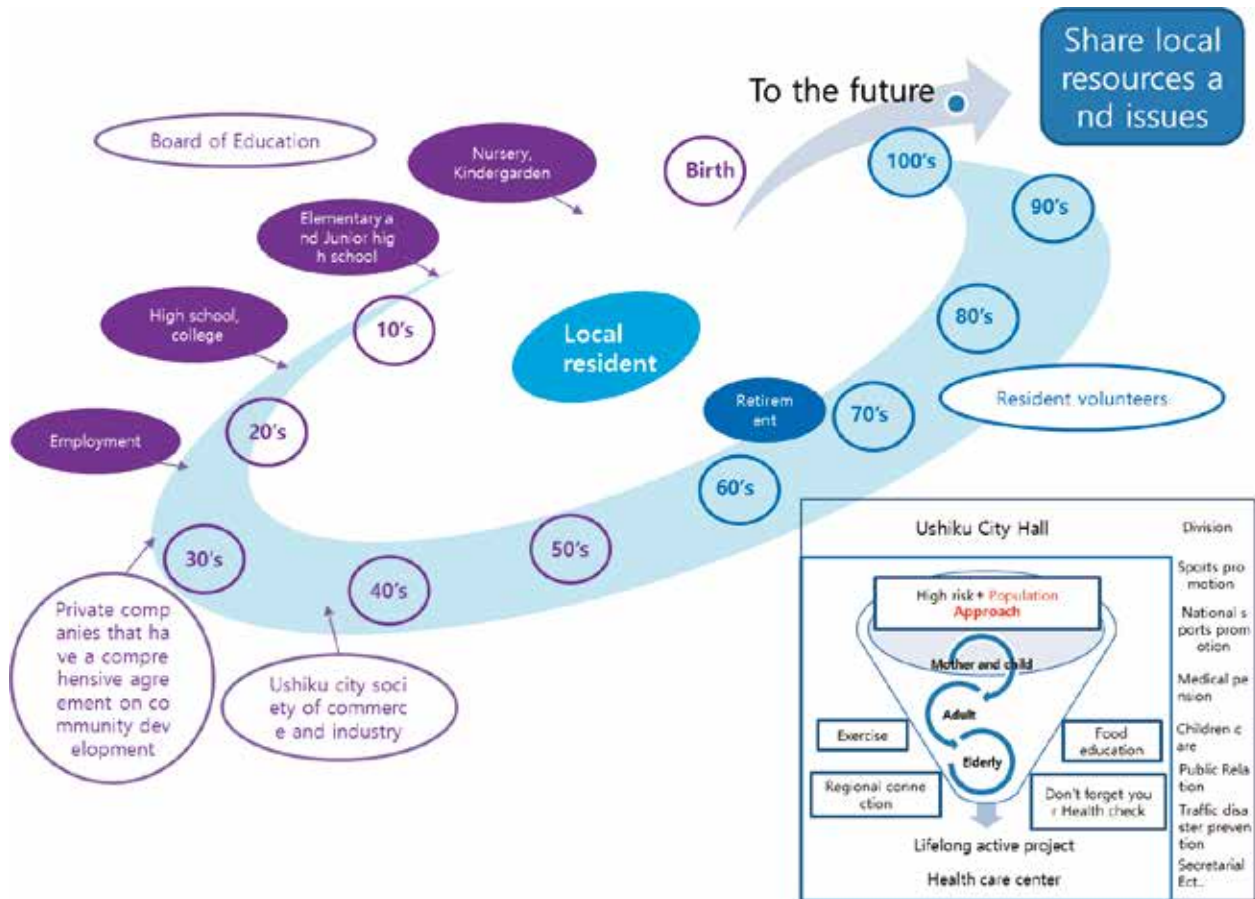 Share local
resources a
nd issues
To the future
Board of Education
Nursery,
Kindergarden
Birth
100's
90's
Elementary a
nd Junior hig
h school
High school,
college
10's
Local
resident
80's
Retirem
ent
Resident volunteers
70's
Employment
20's
60's
50's
30's
40's
Private comp
anies that ha
ve a compre
hensive agre
ement on co
mmunity dev
elopment
Ushiku city soci
ety of commerc
e and industry
Ushiku City Hall
High risk+ Population
Approach
Mother and child
Adult
Elderly
Exercise
Food
education
Regional conne
ction
Don't forget you
r Health check
Lifelong active project
Health care center
Division
Sports pro
motion
National s
ports prom
otion
Medical pe
nsion
Children c
are
Public Rela
tion
Traffic disa
ster preven
tion
Secretarial
Ect..